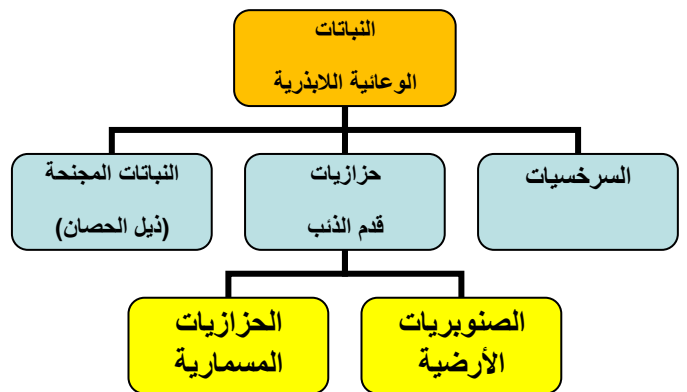 النباتات
الوعائية اللابذرية
السرخسيات
حزازيات
قدم الذئب
النباتات المجنحة
(ذيل الحصان)
الصنوبريات
الأرضية
الحزازيات
المسمارية